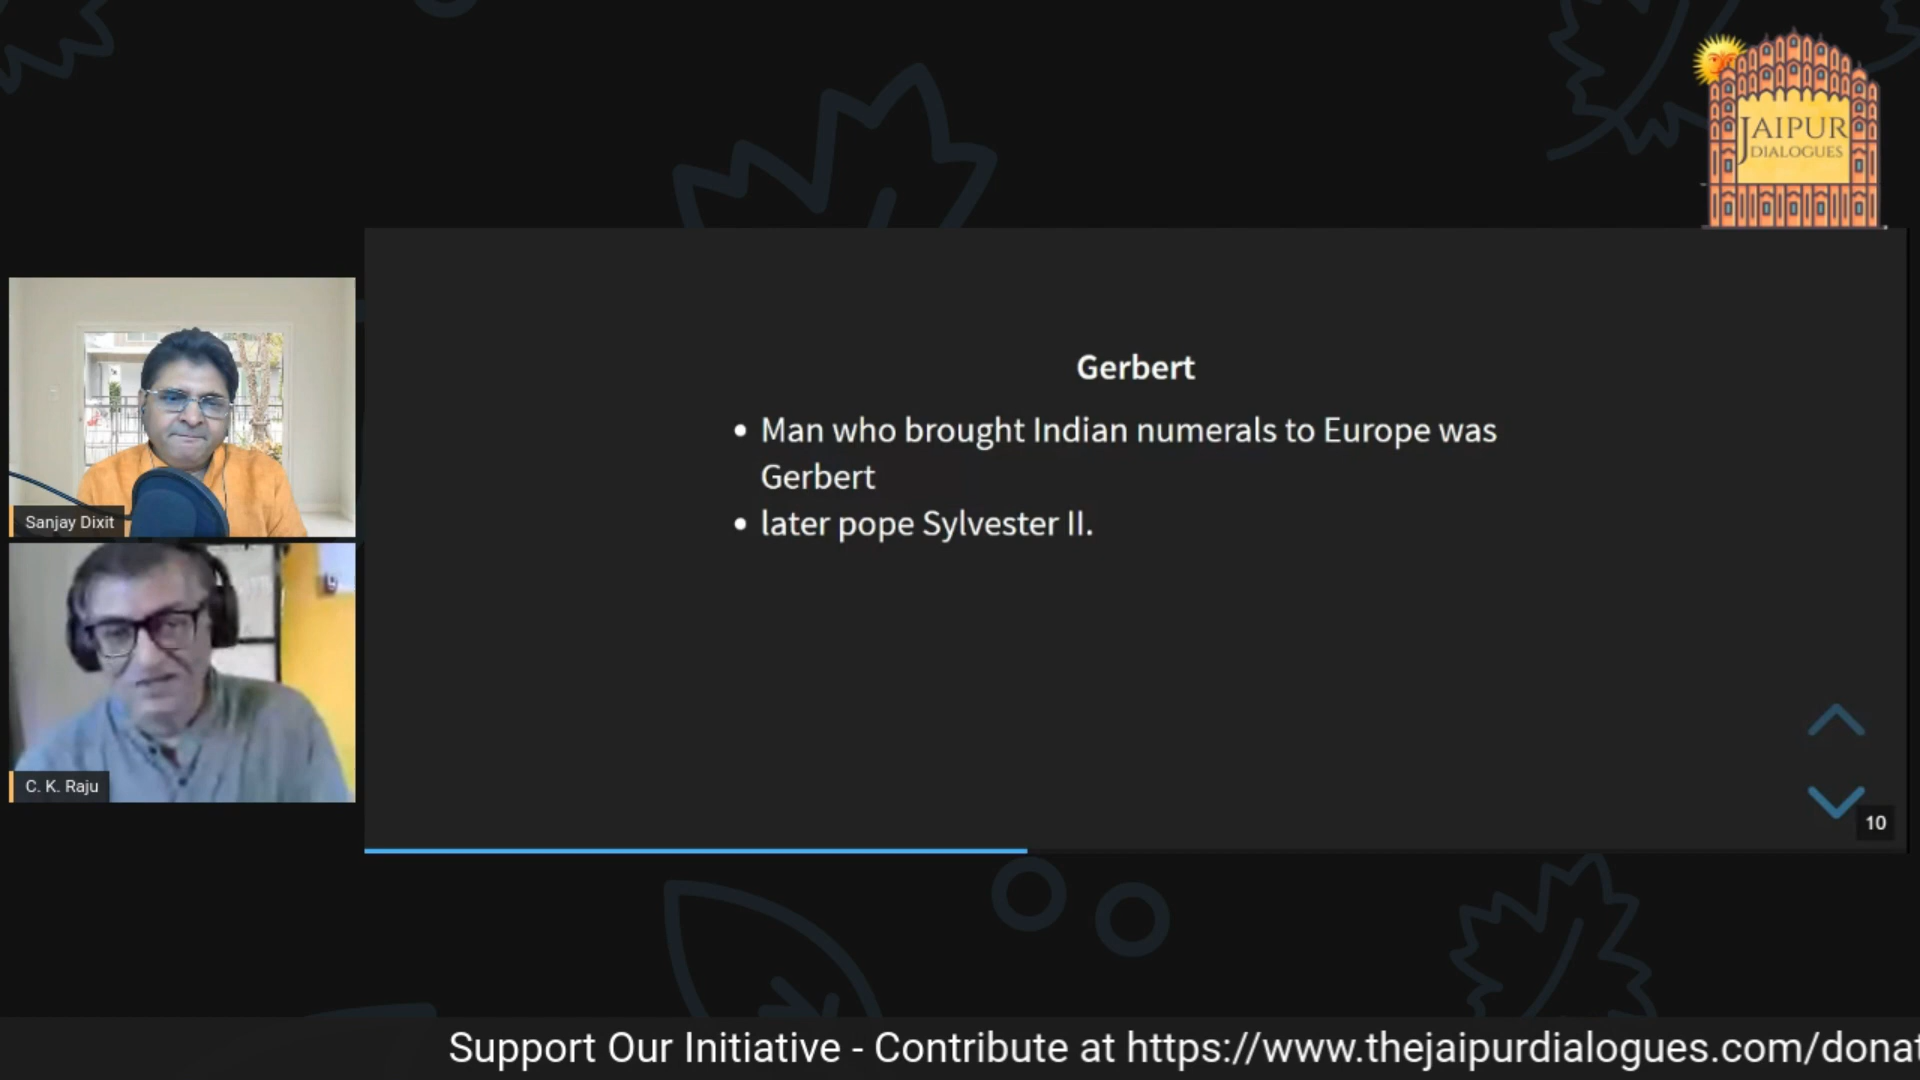 JAIPUR
DIALOGUES
Gerbert
• Man who brought Indian numerals to Europe was
Gerbert
• later pope Sylvester II.
Sanjay Dixit
C. K. Raju
10
Support Our Initiative - Contribute at https://www.thejaipurdialogues.com/donat